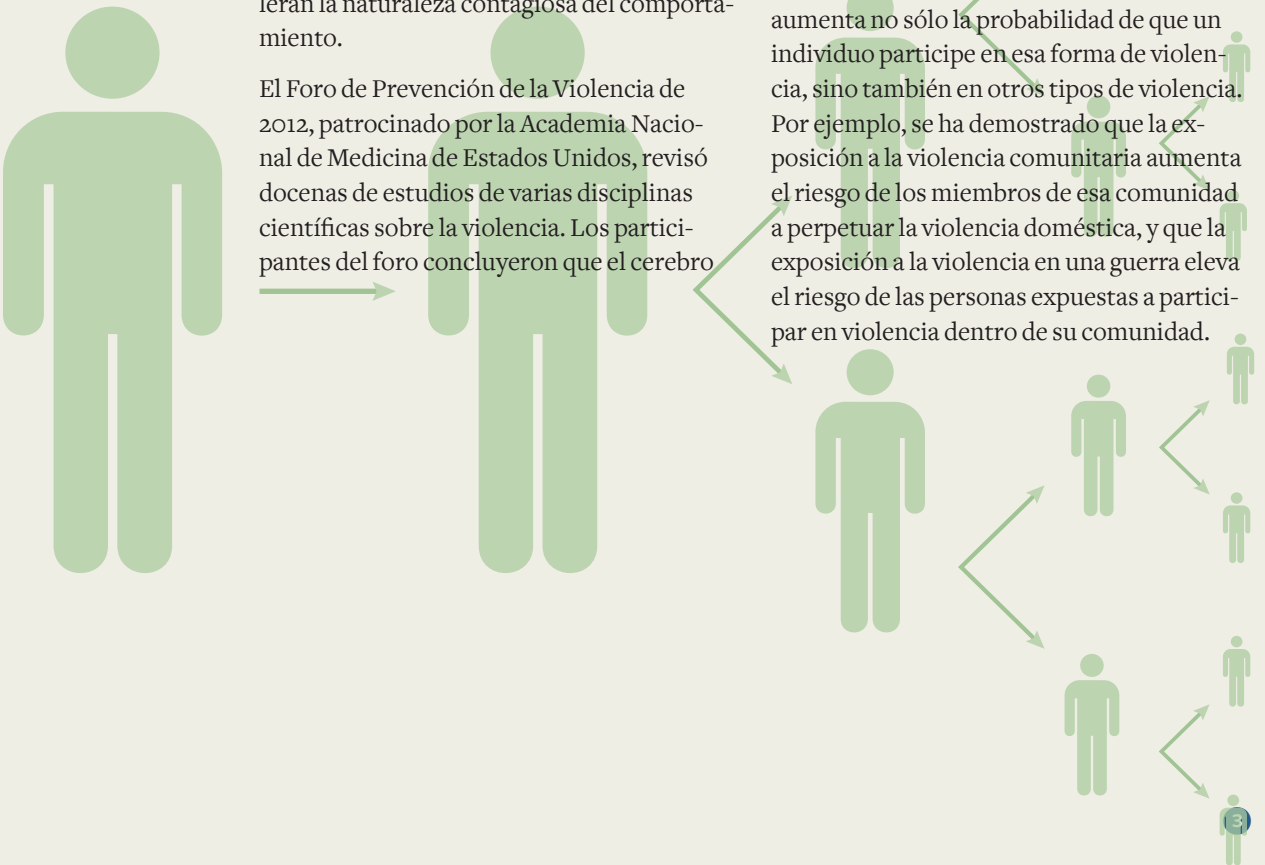 leran la naturaleza contagiosa del comporta-
miento.
El Foro de Prevención de la Violencia de
2012, patrocinado por la Academia Nacio-
nal de Medicina de Estados Unidos, revisó
docenas de estudios de varias disciplinas
científicas sobre la violencia. Los partici-
pantes del foro concluyeron que el cerebro
aumenta no sólo la probabilidad de que un
individuo participe en esa forma de violen-
cia, sino también en otros tipos de violencia.
Por ejemplo, se ha demostrado que la ex-
posición a la violencia comunitaria aumenta
el riesgo de los miembros de esa comunidad
a perpetuar la violencia doméstica, y que la
exposición a la violencia en una guerra eleva
el riesgo de las personas expuestas a partici-
par en violencia dentro de su comunidad.
3